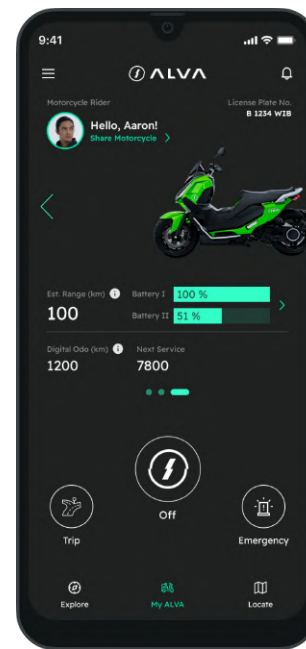 9:41
ALVA
Motorcycle Rider
License Plate No.
B 1234 WIB
Hello, Aaron!
Share Motorcycle >
Est. Range (km) i
100
Battery I 100 %
Battery II 51 %
Digital Odo (km) i
1200
Next Service
7800
Off
Trip
Emergency
Explore
My ALVA
Locate